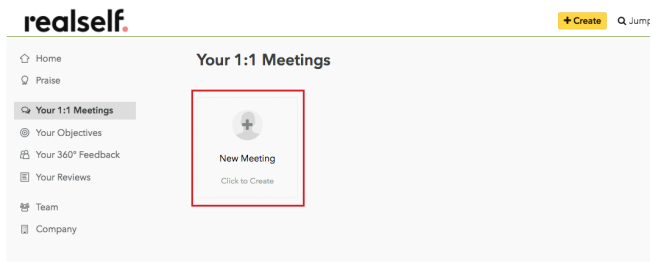 realself.
+ Create
Jump
Home
Praise
Your 1:1 Meetings
Your Objectives
Your 360° Feedback
Your Reviews
Team
Company
Your 1:1 Meetings
New Meeting
Click to Create